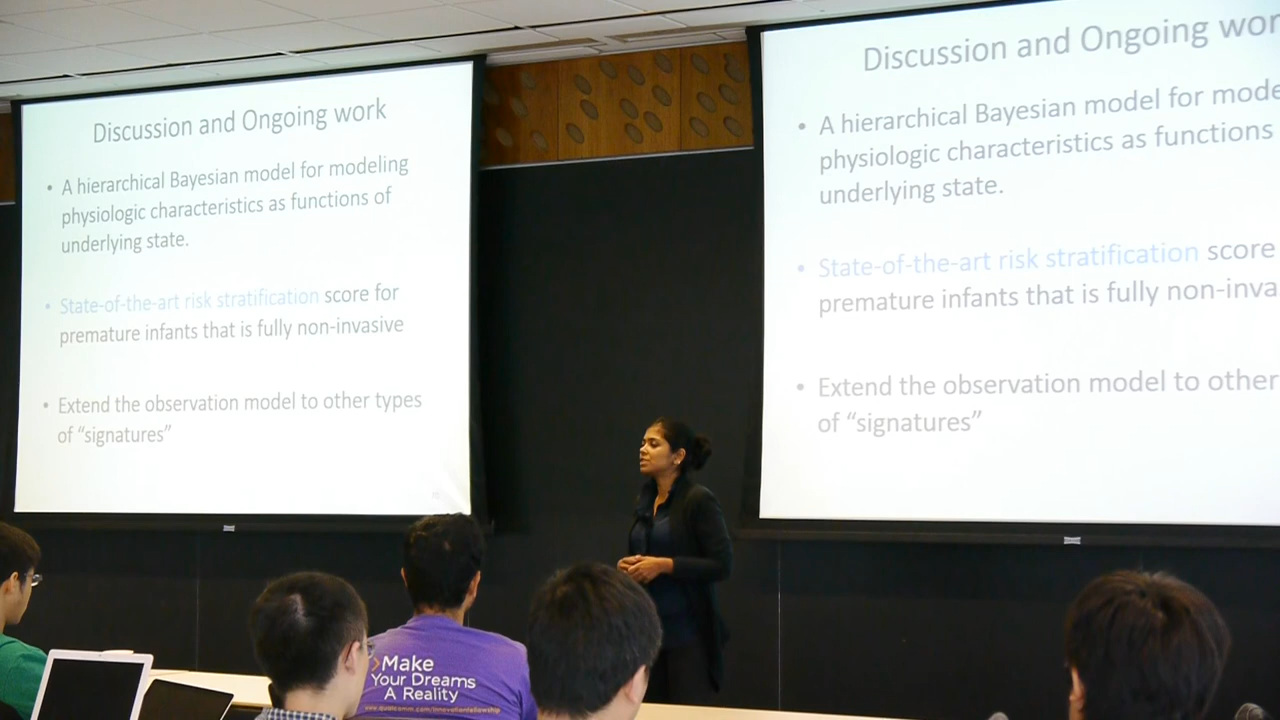 Discussion and Ongoing work
• A hierarchical Bayesian model for modeling
physiologic characteristics as functions of
underlying state.
• State-of-the-art risk stratification score for
premature infants that is fully non-invasive
• Extend the observation model to other types
of “signatures”
Discussion and Ongoing wor
• A hierarchical Bayesian model for mode
physiologic characteristics as functions
underlying state.
• State-of-the-art risk stratification score
premature infants that is fully non-inva
• Extend the observation model to other
of “signatures”
Make
Your Dreams
A Reality
www.qualcomm.com/innovationfellowship